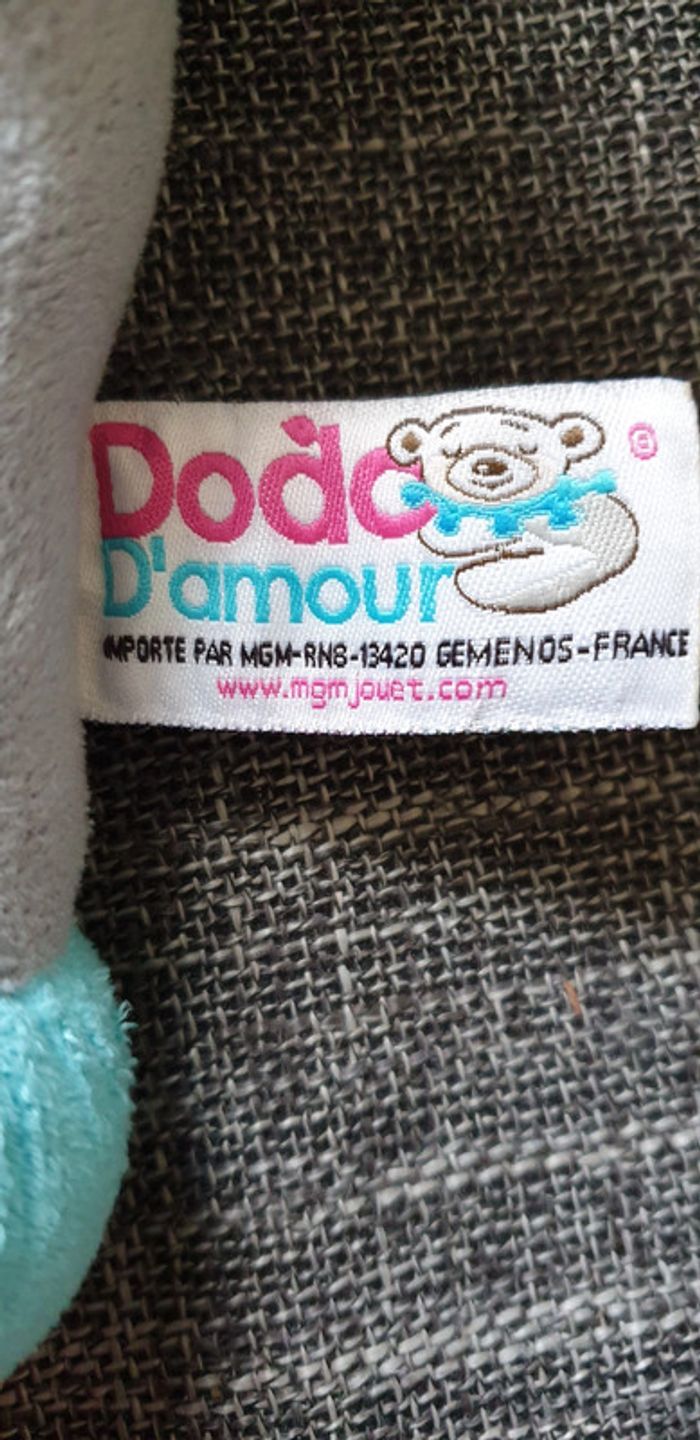 Dodo
D'amour
®
IMPORTE PAR MGM-RN8-13420 GEMENOS-FRANCE
www.mgmjouet.com